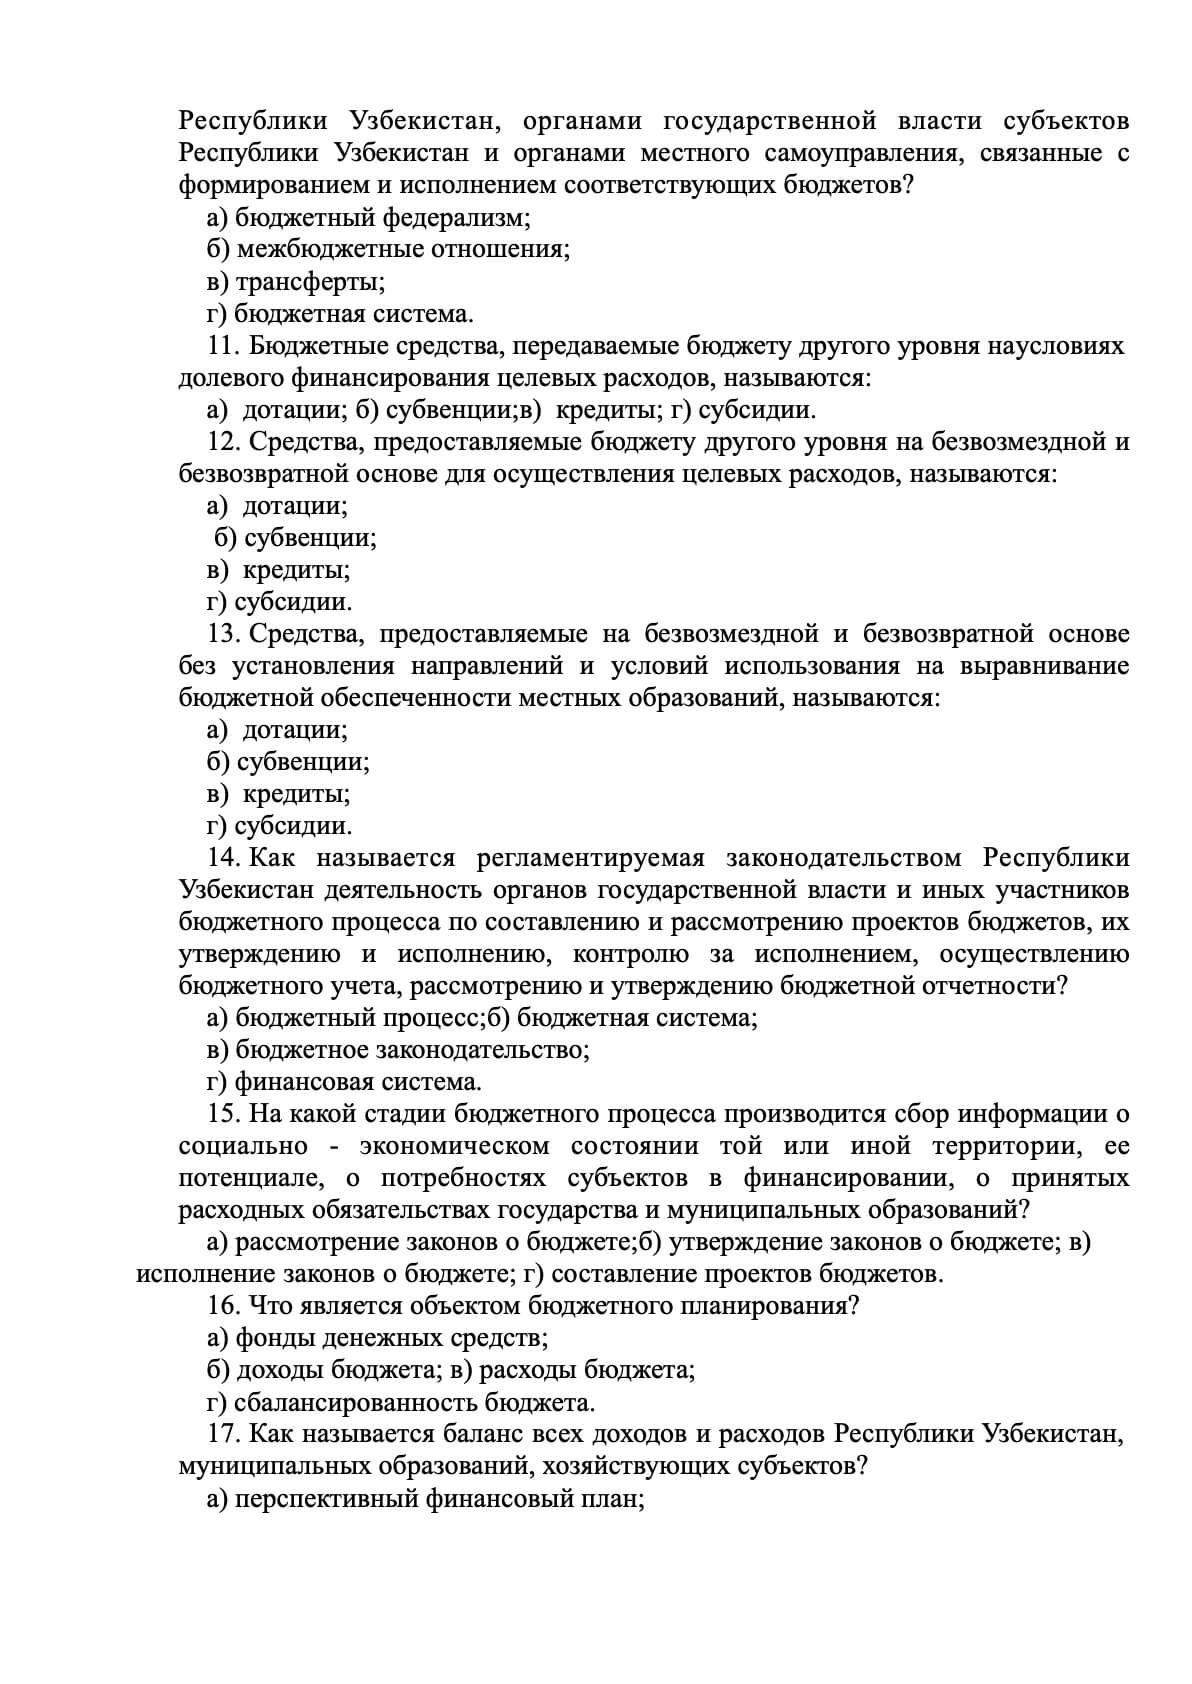 Республики Узбекистан, органами государственной власти субъектов
Республики Узбекистан и органами местного самоуправления, связанные с
формированием и исполнением соответствующих бюджетов?
а) бюджетный федерализм;
б) межбюджетные отношения;
в) трансферты;
г) бюджетная система.
11. Бюджетные средства, передаваемые бюджету другого уровня наусловиях
долевого финансирования целевых расходов, называются:
а) дотации; б) субвенции;в) кредиты; г) субсидии.
12. Средства, предоставляемые бюджету другого уровня на безвозмездной и
безвозвратной основе для осуществления целевых расходов, называются:
а) дотации;
б) субвенции;
в) кредиты;
г) субсидии.
13. Средства, предоставляемые на безвозмездной и безвозвратной основе
без установления направлений и условий использования на выравнивание
бюджетной обеспеченности местных образований, называются:
а) дотации;
б) субвенции;
в) кредиты;
г) субсидии.
14. Как называется регламентируемая законодательством Республики
Узбекистан деятельность органов государственной власти и иных участников
бюджетного процесса по составлению и рассмотрению проектов бюджетов, их
утверждению и исполнению, контролю за исполнением, осуществлению
бюджетного учета, рассмотрению и утверждению бюджетной отчетности?
а) бюджетный процесс;б) бюджетная система;
в) бюджетное законодательство;
г) финансовая система.
15. На какой стадии бюджетного процесса производится сбор информации о
социально - экономическом состоянии той или иной территории, ее
потенциале, о потребностях субъектов в финансировании, о принятых
расходных обязательствах государства и муниципальных образований?
а) рассмотрение законов о бюджете;б) утверждение законов о бюджете; в)
исполнение законов о бюджете; г) составление проектов бюджетов.
16. Что является объектом бюджетного планирования?
а) фонды денежных средств;
б) доходы бюджета; в) расходы бюджета;
г) сбалансированность бюджета.
17. Как называется баланс всех доходов и расходов Республики Узбекистан,
муниципальных образований, хозяйствующих субъектов?
а) перспективный финансовый план;